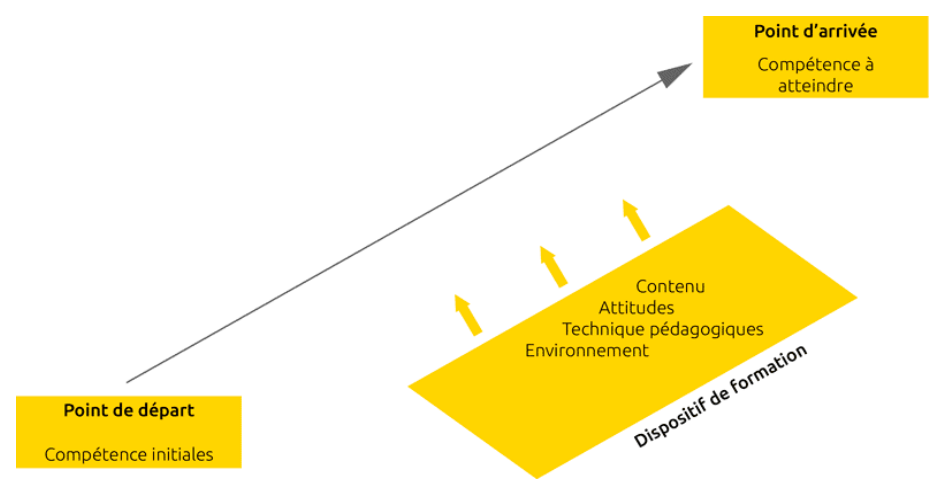 Point d'arrivée
Compétence à
atteindre
Contenu
Attitudes
Technique pédagogiques
Environnement
Dispositif de formation
Point de départ
Compétence initiales